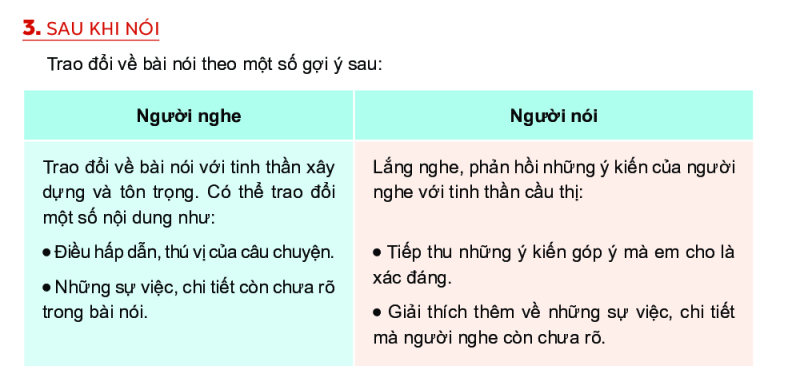 3. SAU KHI NÓI
Trao đổi về bài nói theo một số gợi ý sau:
Người nghe
Trao đổi về bài nói với tinh thần xây
dựng và tôn trọng. Có thể trao đổi
một số nội dung như:
● Điều hấp dẫn, thú vị của câu chuyện.
● Những sự việc, chi tiết còn chưa rõ
trong bài nói.
Người nói
Lắng nghe, phản hồi những ý kiến của người
nghe với tinh thần cầu thị:
● Tiếp thu những ý kiến góp ý mà em cho là
xác đáng.
● Giải thích thêm về những sự việc, chi tiết
mà người nghe còn chưa rõ.